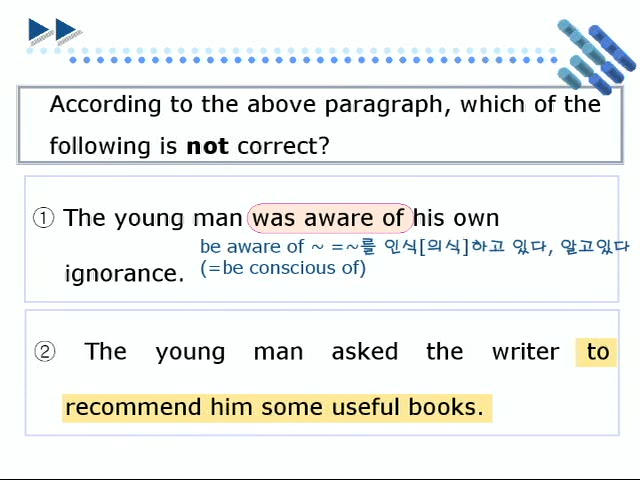 According to the above paragraph, which of the
following is not correct?
① The young man was aware of his own
be aware of ~ =~를 인식[의식]하고 있다, 알고있다
ignorance. (=be conscious of)
② The young man asked the writer to
recommend him some useful books.